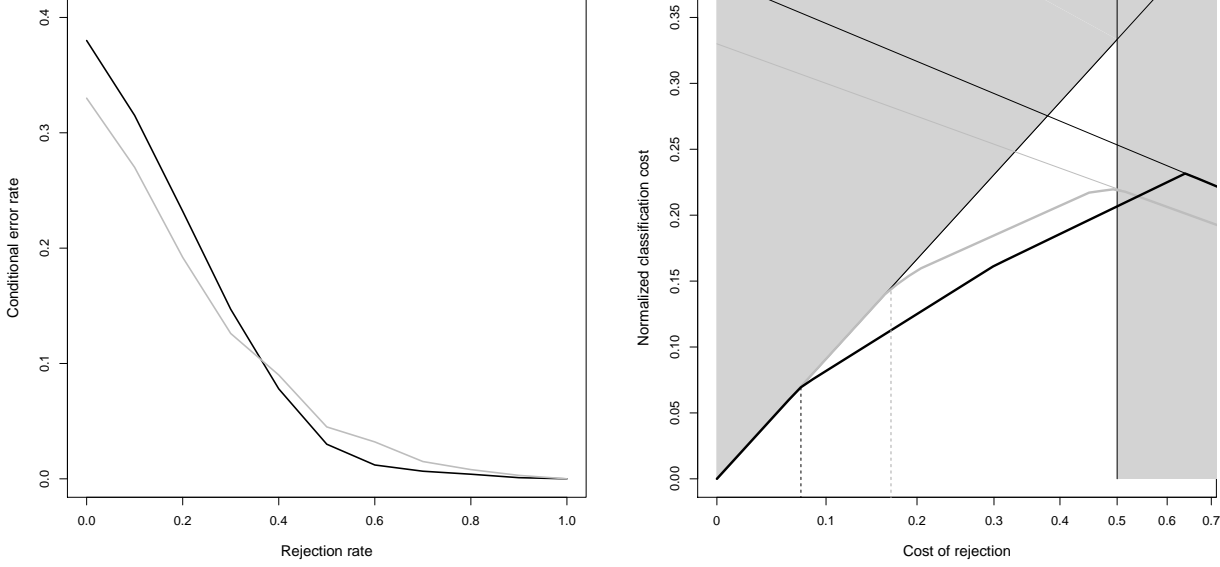 0.4
0.3
0.2
0.1
0.0
Conditional error rate
0.0 0.2 0.4 0.6 0.8 1.0
Rejection rate
0.35
0.30
0.25
0.20
0.15
0.10
0.05
0.00
Normalized classification cost
0 0.1 0.2 0.3 0.4 0.5 0.6 0.7
Cost of rejection